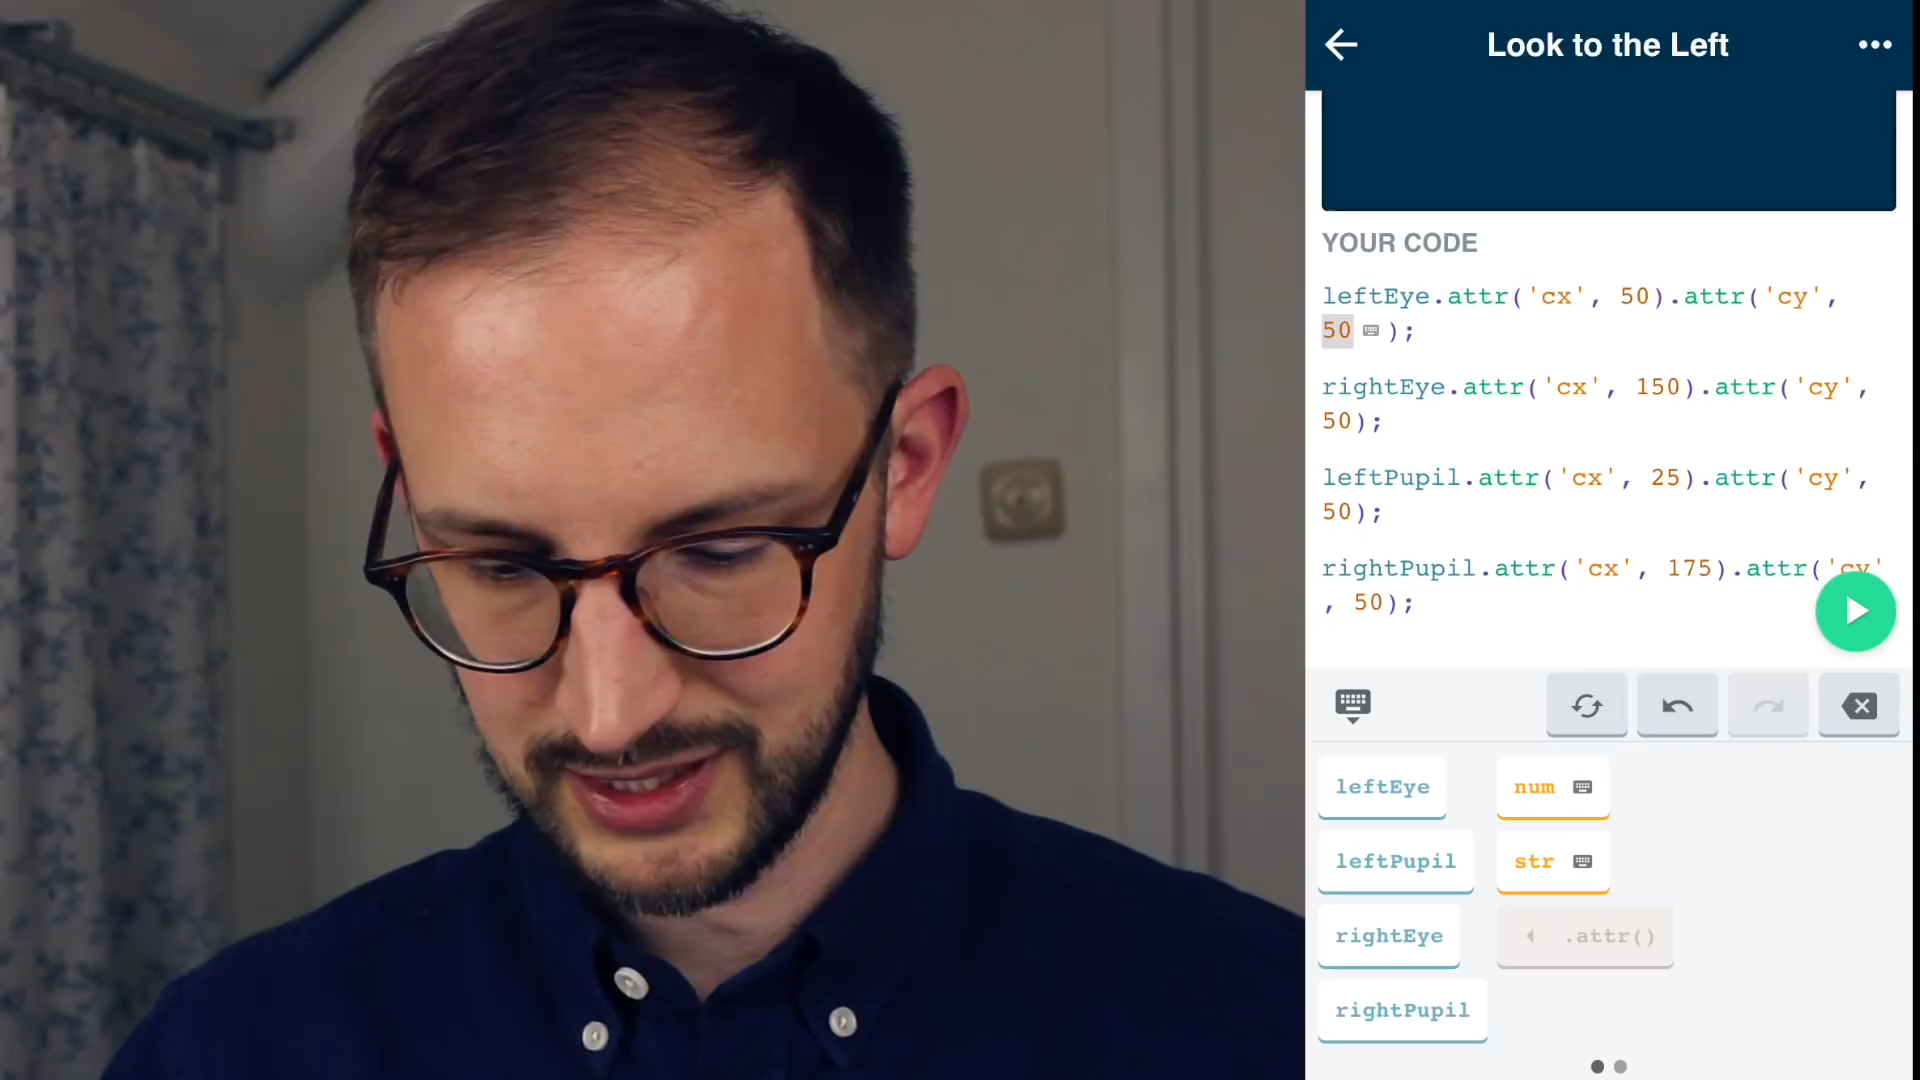 Look to the Left
YOUR CODE
leftEye.attr('cx', 50).attr('cy',
50 );
rightEye.attr('cx', 150).attr('cy',
50);
leftPupil.attr('cx', 25).attr('cy',
50);
rightPupil.attr('cx', 175).attr('cy'
, 50);
leftEye num
leftPupil str
rightEye .attr()
rightPupil